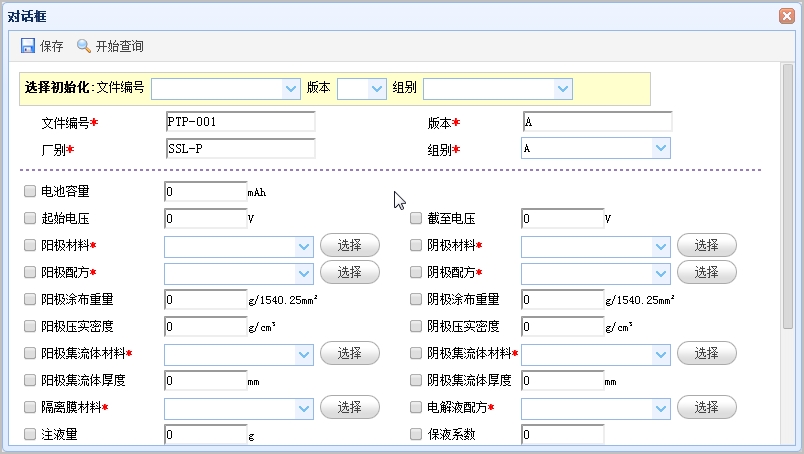 对话框
保存 开始查询
选择初始化:文件编号 版本 组别
文件编号* PTP-001 版本* A
厂别* SSL-P 组别* A
电池容量 0 mAh
起始电压 0 V 截至电压 0 V
阳极材料* 选择 阴极材料* 选择
阳极配方* 选择 阴极配方* 选择
阳极涂布重量 0 g/1540.25mm² 阴极涂布重量 0 g/1540.25mm²
阳极压实密度 0 g/cm³ 阴极压实密度 0 g/cm³
阳极集流体材料* 选择 阴极集流体材料* 选择
阳极集流体厚度 0 mm 阴极集流体厚度 0 mm
隔离膜材料* 选择 电解液配方* 选择
注液量 0 g 保液系数 0